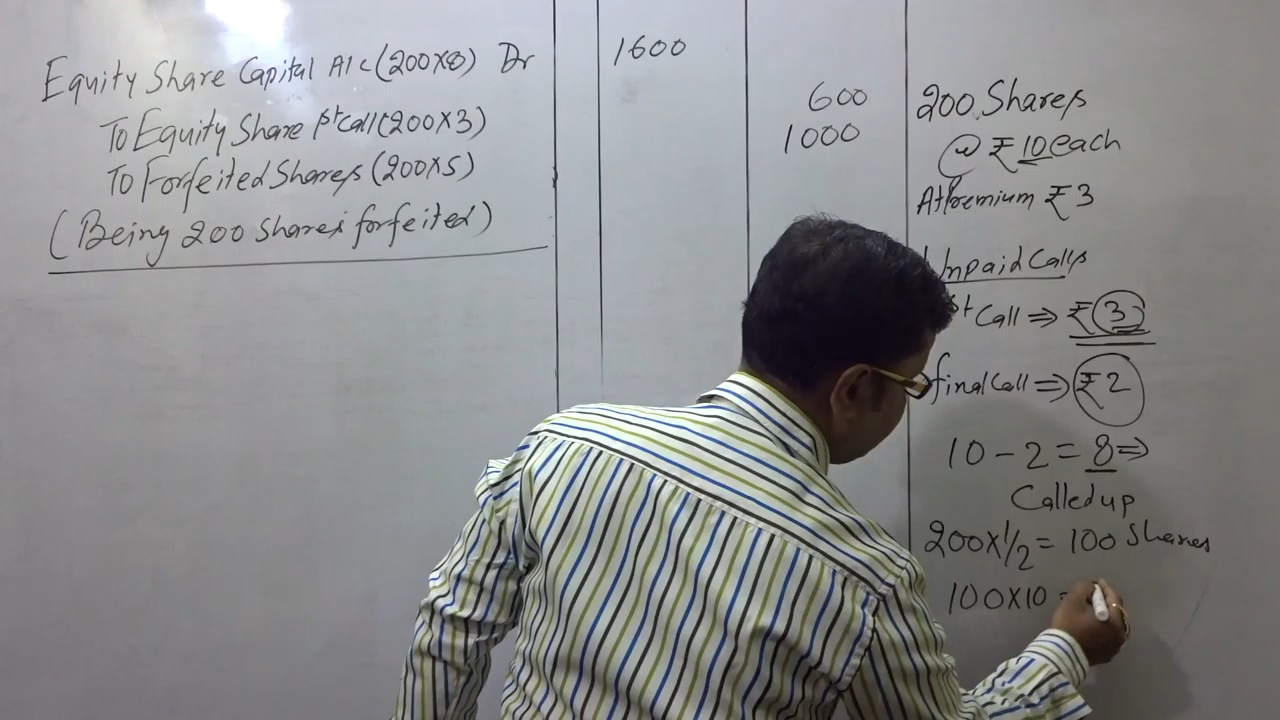 Equity Share Capital A/c (200×8) Dr 1600
To Equity Share 1st call (200×3) 600
To Forfeited Shares (200×5) 1000
(Being 200 shares forfeited)
200 Shares
@ ₹10 each
At Premium ₹3
Unpaid Calls
1st Call ⇒ ₹3
final Call ⇒ ₹2
10 - 2 = 8 ⇒
Called up
200×1/2 = 100 Shares
100×10 =